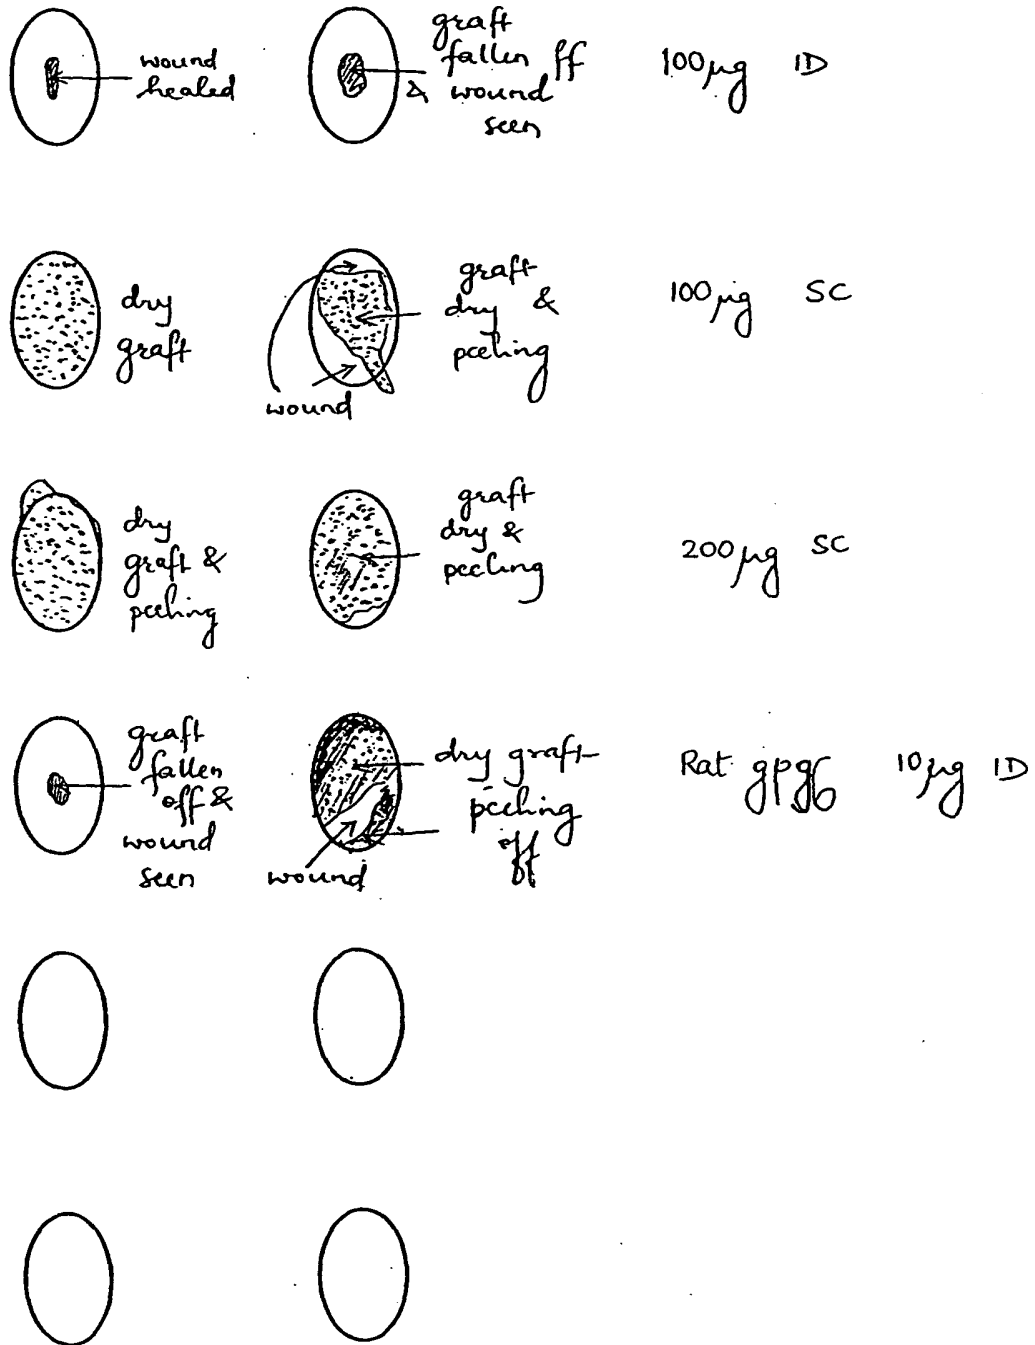 wound
healed
graft
fallen ff
& wound
seen
100µg ID
dry
graft
graft
dry &
peeling
wound
100µg SC
dry
graft &
peeling
graft
dry &
peeling
200µg SC
graft
fallen
off &
wound
seen
dry graft
peeling
off
wound
Rat gpg6 10µg ID